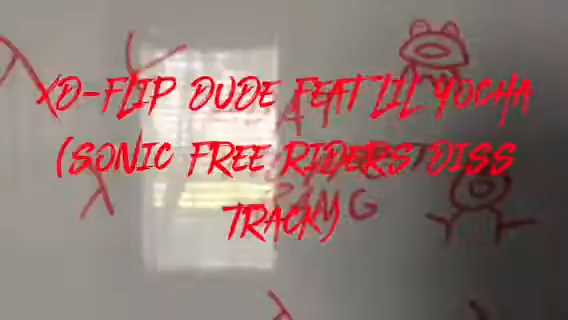 XD-FLIP DUDE FEAT LIL YOCHA
(SONIC FREE RIDERS DISS
TRACK)